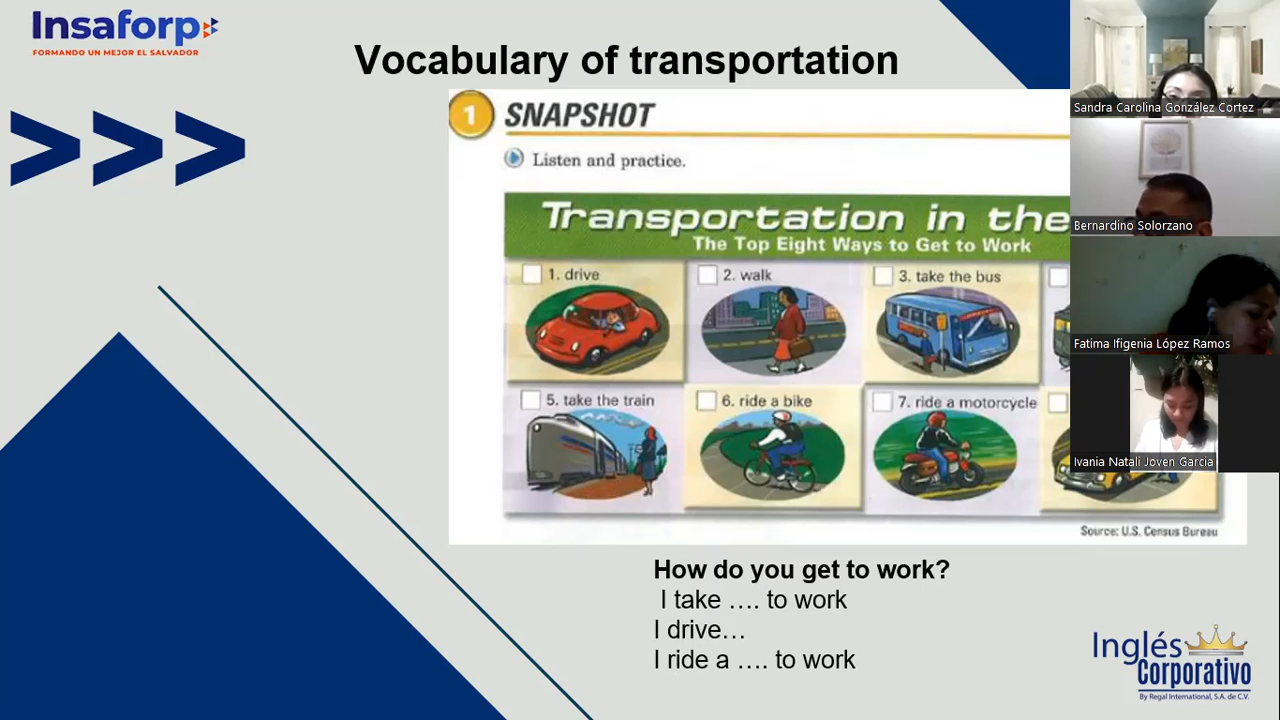 Insaforp
FORMANDO UN MEJOR EL SALVADOR
Vocabulary of transportation
1 SNAPSHOT
Listen and practice.
Transportation in the
The Top Eight Ways to Get to Work
1. drive
2. walk
3. take the bus
5. take the train
6. ride a bike
7. ride a motorcycle
Source: U.S. Census Bureau
How do you get to work?
I take …. to work
I drive…
I ride a …. to work
Sandra Carolina González Cortez
Bernardino Solorzano
Fatima Ifigenia López Ramos
Ivania Natali Joven Garcia
Inglés
Corporativo
By Regal International, S.A. de C.V.